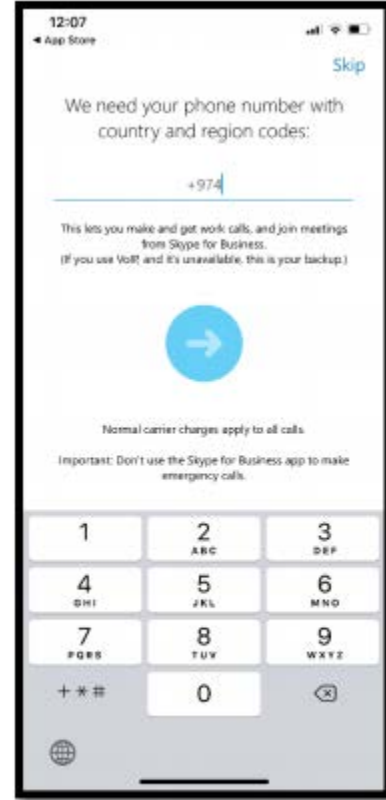 12:07
◀ App Store
Skip
We need your phone number with
country and region codes:
+974
This lets you make and get work calls, and join meetings
from Skype for Business.
(If you use VoIP, and it's unavailable, this is your backup.)
Normal carrier charges apply to all calls.
Important: Don't use the Skype for Business app to make
emergency calls.
1 2 3
ABC DEF
4 5 6
GHI JKL MNO
7 8 9
PQRS TUV WXYZ
+ * # 0